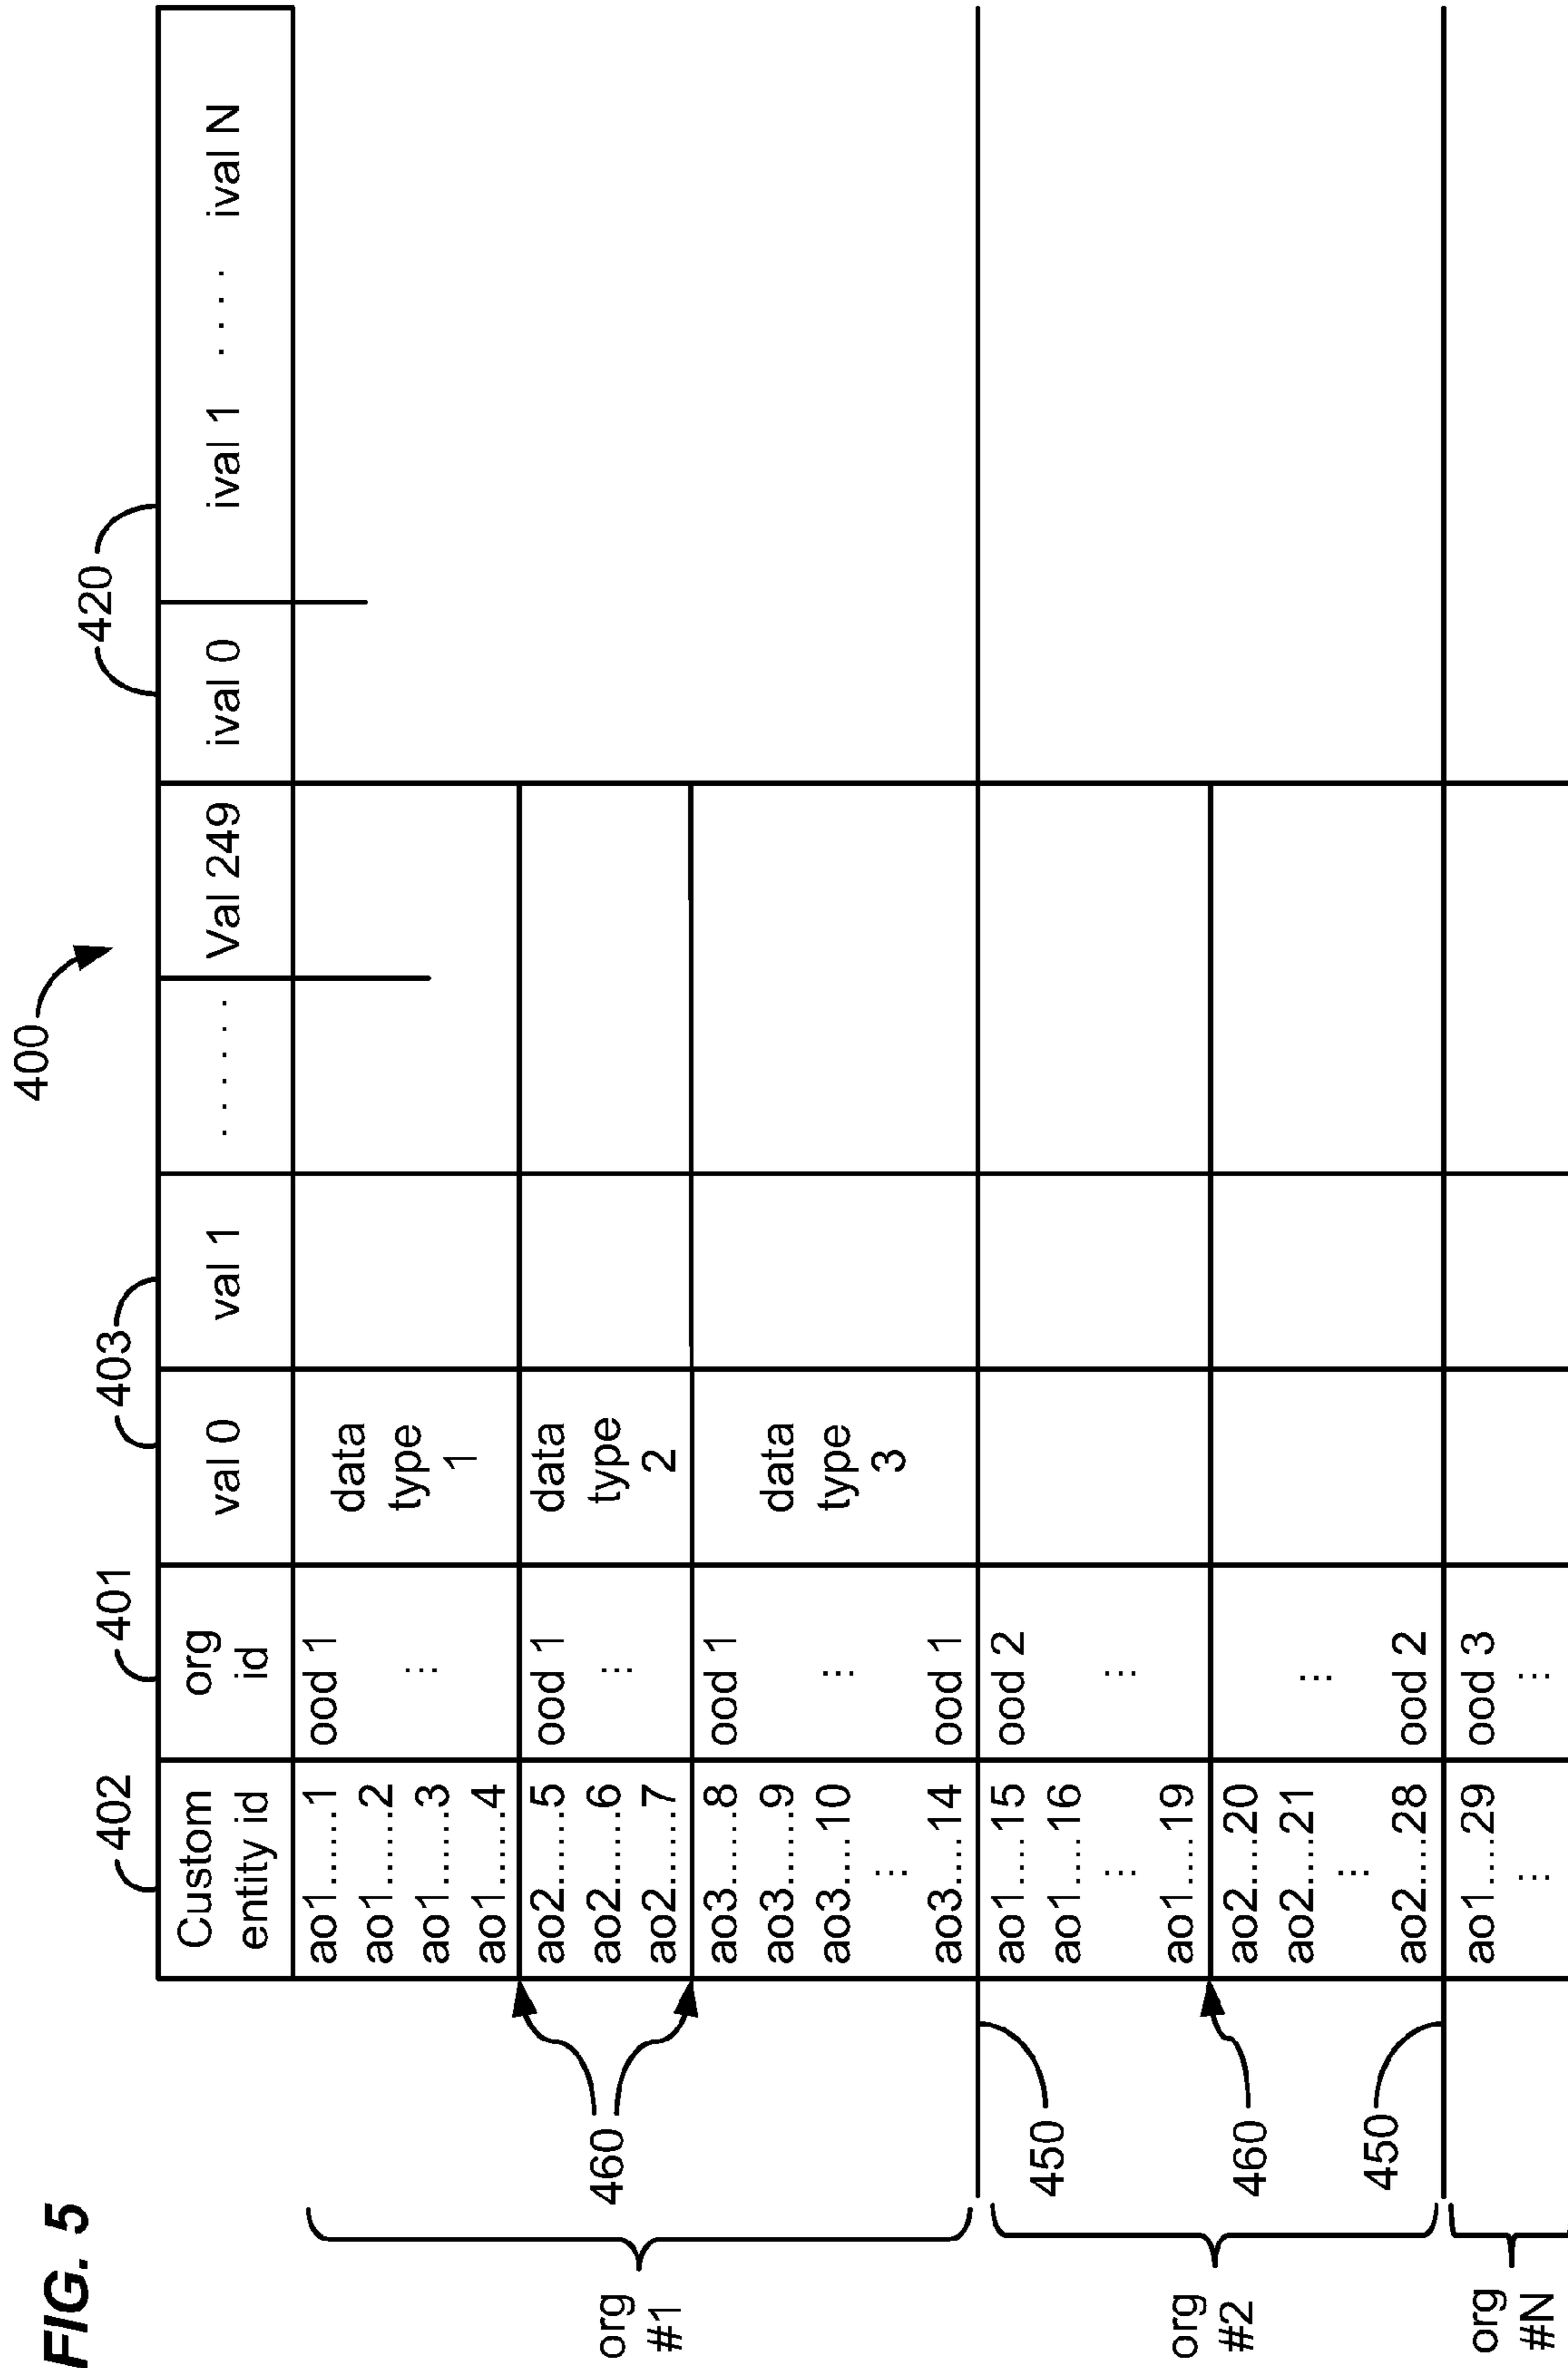 FIG. 5
400
402
401
403
420
Custom entity id
org id
val 0
val 1
. . . . . .
Val 249
ival 0
ival 1 . . . . ival N
org #1
460
ao1......1 ood 1
ao1......2
ao1......3 ...
ao1......4
data type 1
ao2......5 ood 1
ao2......6 ...
ao2......7
data type 2
ao3......8 ood 1
ao3......9
ao3....10 ...
...
ao3....14 ood 1
data type 3
450
org #2
ao1....15 ood 2
ao1....16
... ...
ao1....19
460
ao2....20
ao2....21 ...
...
ao2....28 ood 2
450
org #N
ao1....29 ood 3
... ...